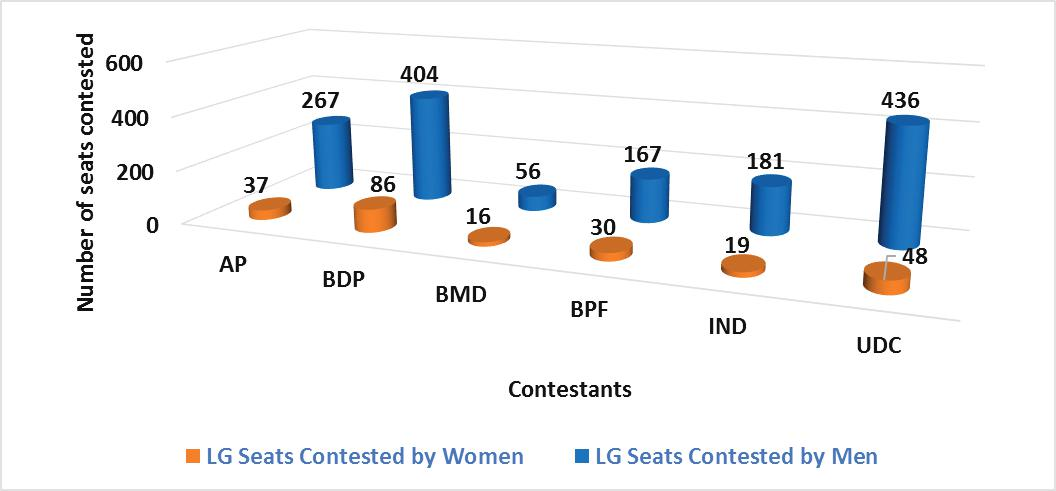 Number of seats contested
600
400
200
0
267
404
56
167
181
436
37
86
16
30
19
48
AP
BDP
BMD
BPF
IND
UDC
Contestants
LG Seats Contested by Women
LG Seats Contested by Men